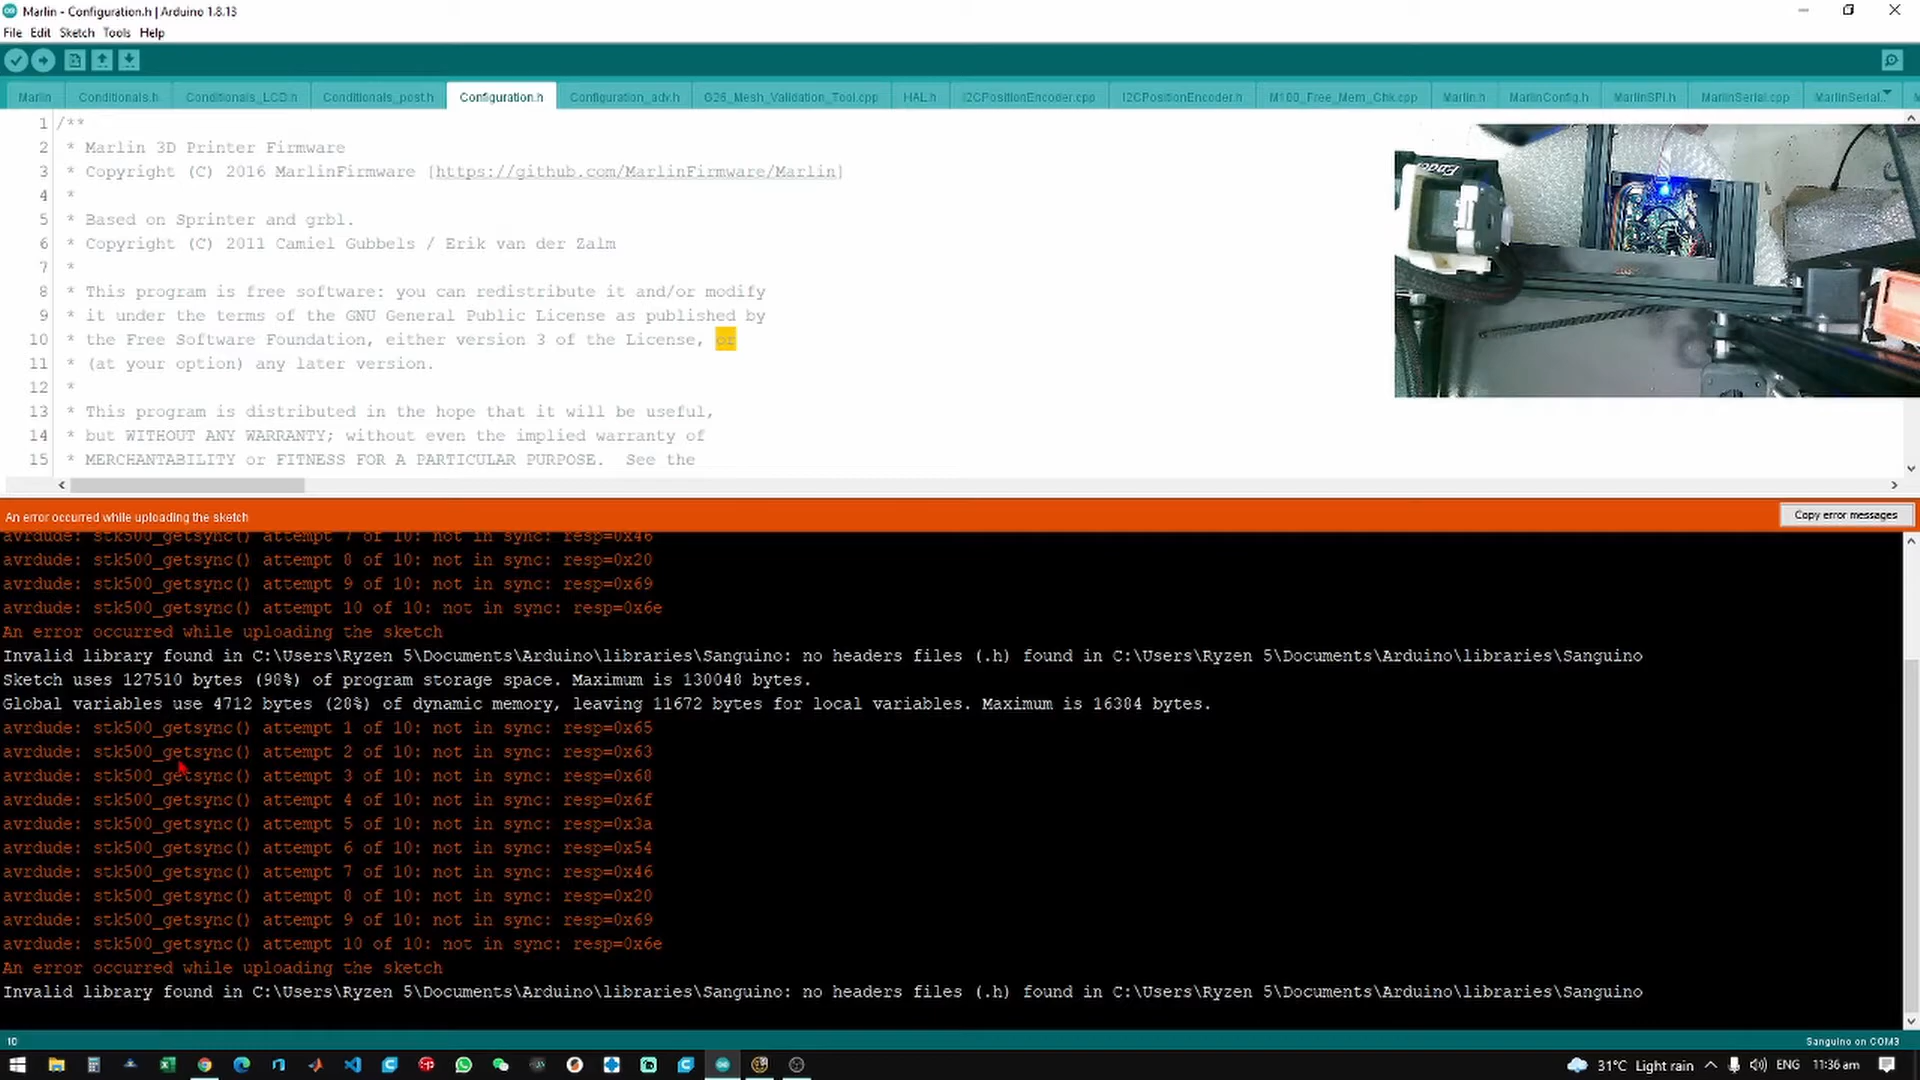 Marlin - Configuration.h | Arduino 1.8.13
File Edit Sketch Tools Help
Marlin Conditionals.h Conditionals_LCD.h Conditionals_post.h Configuration.h Configuration_adv.h G26_Mesh_Validation_Tool.cpp HAL.h I2CPositionEncoder.cpp I2CPositionEncoder.h M100_Free_Mem_Chk.cpp Marlin.h MarlinConfig.h MarlinSPI.h MarlinSerial.cpp MarlinSerial.
1 /**
2 * Marlin 3D Printer Firmware
3 * Copyright (C) 2016 MarlinFirmware [https://github.com/MarlinFirmware/Marlin]
4 *
5 * Based on Sprinter and grbl.
6 * Copyright (C) 2011 Camiel Gubbels / Erik van der Zalm
7 *
8 * This program is free software: you can redistribute it and/or modify
9 * it under the terms of the GNU General Public License as published by
10 * the Free Software Foundation, either version 3 of the License, or
11 * (at your option) any later version.
12 *
13 * This program is distributed in the hope that it will be useful,
14 * but WITHOUT ANY WARRANTY; without even the implied warranty of
15 * MERCHANTABILITY or FITNESS FOR A PARTICULAR PURPOSE. See the
Ender
An error occurred while uploading the sketch
Copy error messages
avrdude: stk500_getsync() attempt 7 of 10: not in sync: resp=0x46
avrdude: stk500_getsync() attempt 8 of 10: not in sync: resp=0x20
avrdude: stk500_getsync() attempt 9 of 10: not in sync: resp=0x69
avrdude: stk500_getsync() attempt 10 of 10: not in sync: resp=0x6e
An error occurred while uploading the sketch
Invalid library found in C:\Users\Ryzen 5\Documents\Arduino\libraries\Sanguino: no headers files (.h) found in C:\Users\Ryzen 5\Documents\Arduino\libraries\Sanguino
Sketch uses 127510 bytes (98%) of program storage space. Maximum is 130048 bytes.
Global variables use 4712 bytes (28%) of dynamic memory, leaving 11672 bytes for local variables. Maximum is 16384 bytes.
avrdude: stk500_getsync() attempt 1 of 10: not in sync: resp=0x65
avrdude: stk500_getsync() attempt 2 of 10: not in sync: resp=0x63
avrdude: stk500_getsync() attempt 3 of 10: not in sync: resp=0x68
avrdude: stk500_getsync() attempt 4 of 10: not in sync: resp=0x6f
avrdude: stk500_getsync() attempt 5 of 10: not in sync: resp=0x3a
avrdude: stk500_getsync() attempt 6 of 10: not in sync: resp=0x54
avrdude: stk500_getsync() attempt 7 of 10: not in sync: resp=0x46
avrdude: stk500_getsync() attempt 8 of 10: not in sync: resp=0x20
avrdude: stk500_getsync() attempt 9 of 10: not in sync: resp=0x69
avrdude: stk500_getsync() attempt 10 of 10: not in sync: resp=0x6e
An error occurred while uploading the sketch
Invalid library found in C:\Users\Ryzen 5\Documents\Arduino\libraries\Sanguino: no headers files (.h) found in C:\Users\Ryzen 5\Documents\Arduino\libraries\Sanguino
10
Sanguino on COM3
31°C Light rain ENG 11:36 am